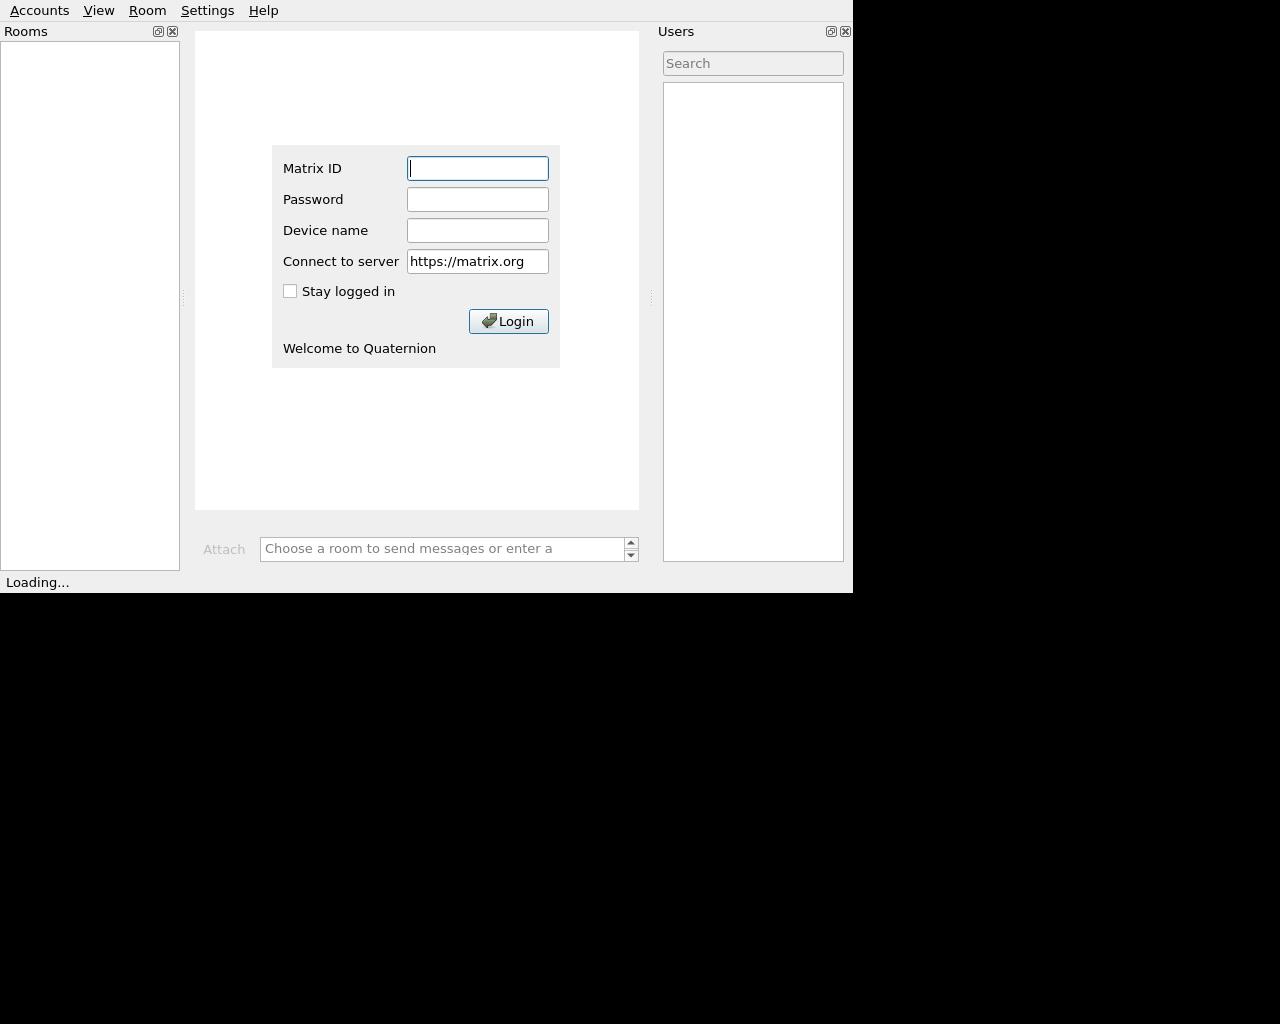 Accounts View Room Settings Help
Rooms
Users
Search
Matrix ID
Password
Device name
Connect to server https://matrix.org
Stay logged in
Login
Welcome to Quaternion
Attach Choose a room to send messages or enter a
Loading...